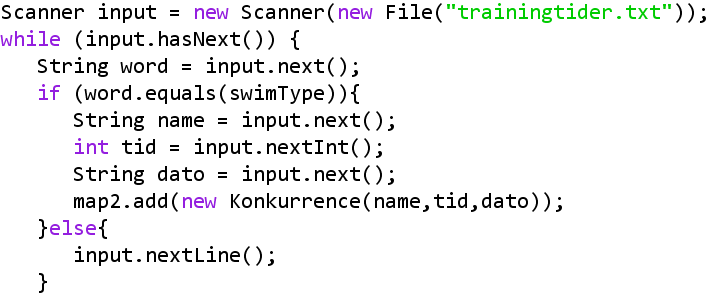 Scanner input = new Scanner(new File("trainingtider.txt"));
while (input.hasNext()) {
String word = input.next();
if (word.equals(swimType)){
String name = input.next();
int tid = input.nextInt();
String dato = input.next();
map2.add(new Konkurrence(name,tid,dato));
}else{
input.nextLine();
}